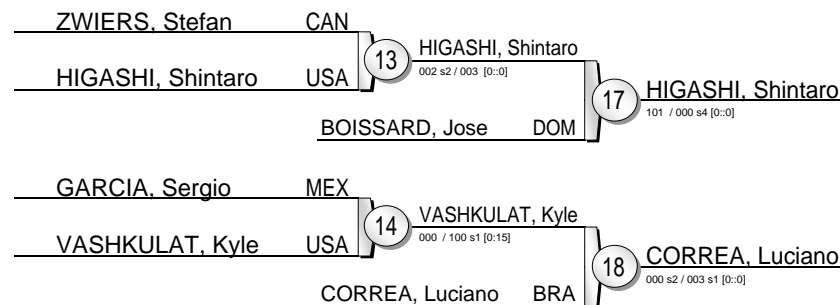 ZWIERS, Stefan CAN
HIGASHI, Shintaro USA
13
HIGASHI, Shintaro
002 s2 / 003 [0::0]
BOISSARD, Jose DOM
17
HIGASHI, Shintaro
101 / 000 s4 [0::0]
GARCIA, Sergio MEX
VASHKULAT, Kyle USA
14
VASHKULAT, Kyle
000 / 100 s1 [0:15]
CORREA, Luciano BRA
18
CORREA, Luciano
000 s2 / 003 s1 [0::0]